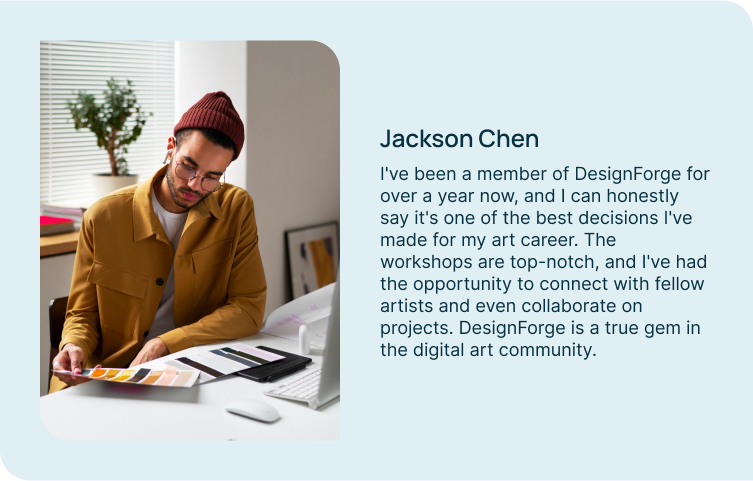 Jackson Chen
I've been a member of DesignForge for
over a year now, and I can honestly
say it's one of the best decisions I've
made for my art career. The
workshops are top-notch, and I've had
the opportunity to connect with fellow
artists and even collaborate on
projects. DesignForge is a true gem in
the digital art community.